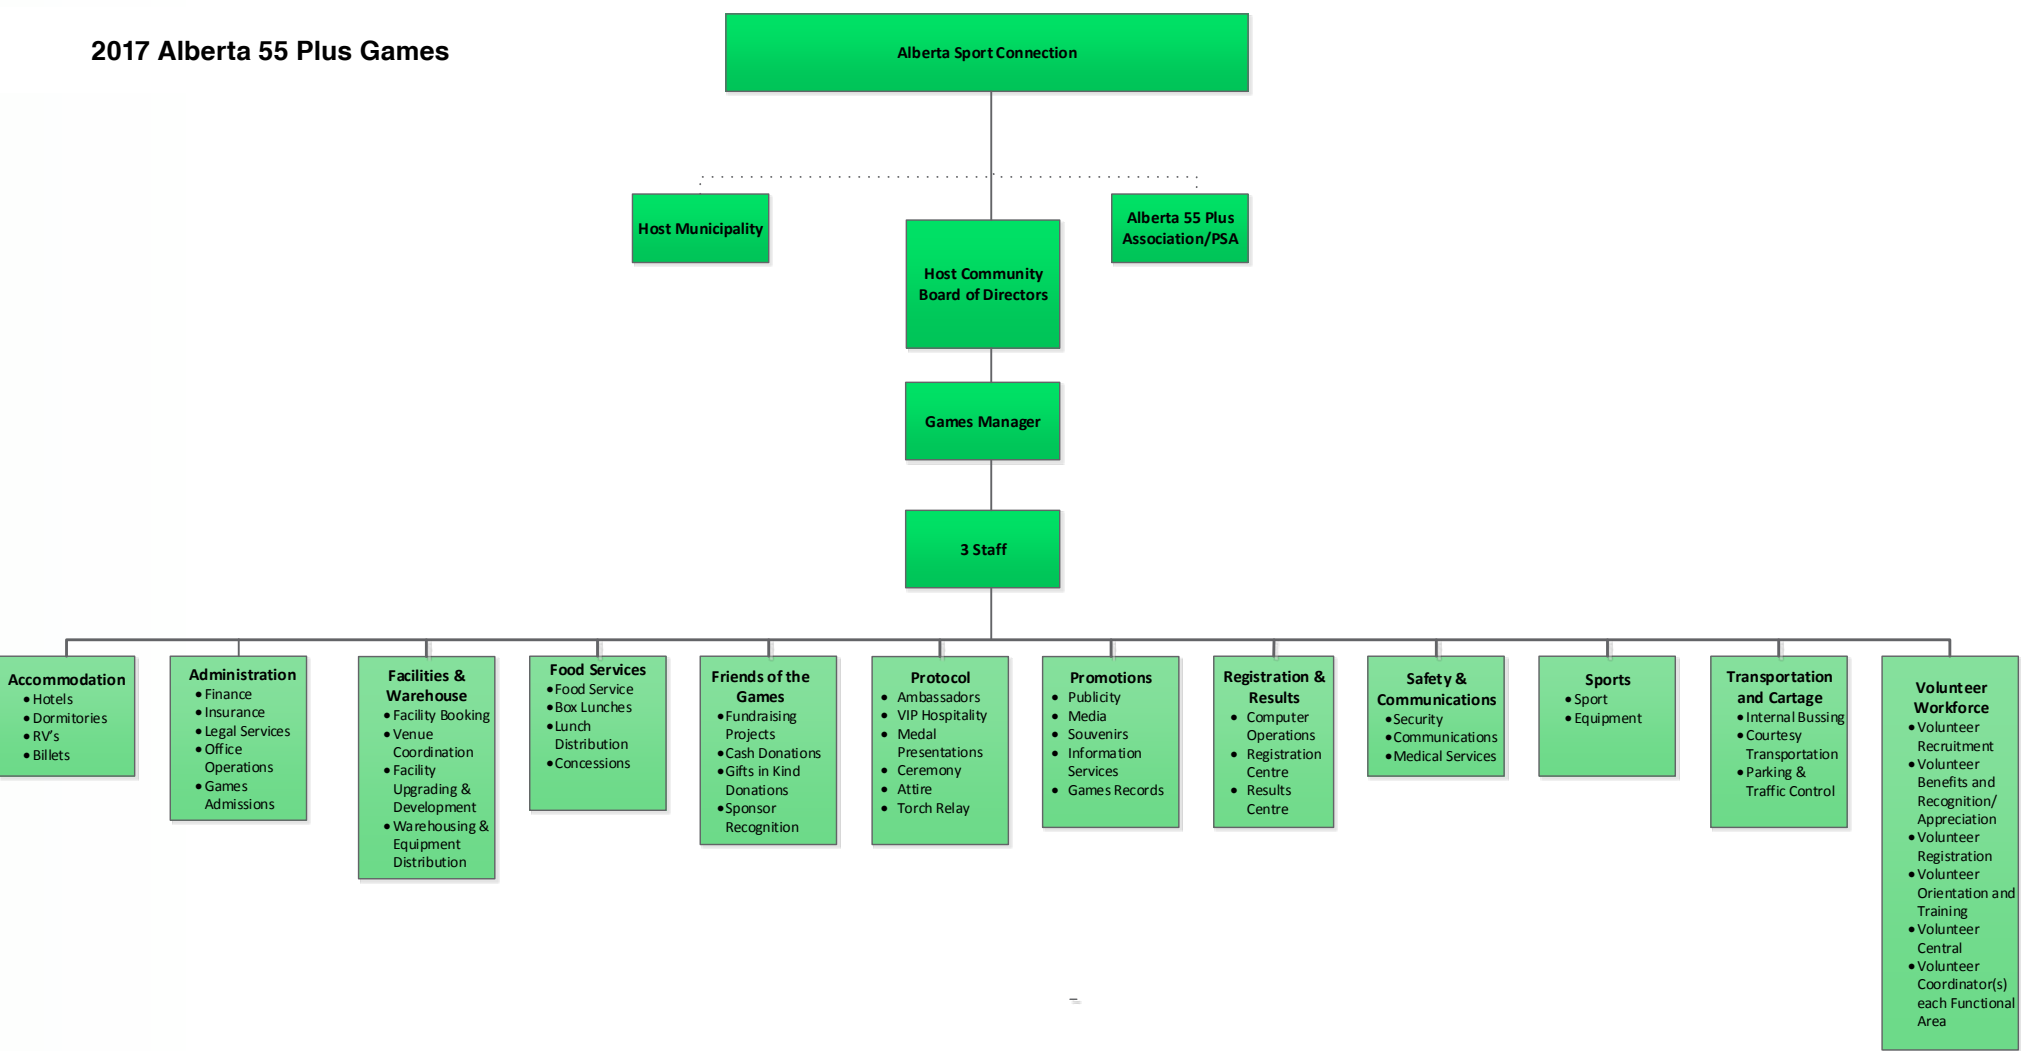 2017 Alberta 55 Plus Games
Alberta Sport Connection
Host Municipality
Alberta 55 Plus
Association/PSA
Host Community
Board of Directors
Games Manager
3 Staff
Accommodation
• Hotels
• Dormitories
• RV's
• Billets
Administration
• Finance
• Insurance
• Legal Services
• Office
Operations
• Games
Admissions
Facilities &
Warehouse
• Facility Booking
• Venue
Coordination
• Facility
Upgrading &
Development
• Warehousing &
Equipment
Distribution
Food Services
• Food Service
• Box Lunches
• Lunch
Distribution
• Concessions
Friends of the
Games
• Fundraising
Projects
• Cash Donations
• Gifts in Kind
Donations
• Sponsor
Recognition
Protocol
• Ambassadors
• VIP Hospitality
• Medal
Presentations
• Ceremony
• Attire
• Torch Relay
Promotions
• Publicity
• Media
• Souvenirs
• Information
Services
• Games Records
Registration &
Results
• Computer
Operations
• Registration
Centre
• Results
Centre
Safety &
Communications
• Security
• Communications
• Medical Services
Sports
• Sport
• Equipment
Transportation
and Cartage
• Internal Bussing
• Courtesy
Transportation
• Parking &
Traffic Control
Volunteer
Workforce
• Volunteer
Recruitment
• Volunteer
Benefits and
Recognition/
Appreciation
• Volunteer
Registration
• Volunteer
Orientation and
Training
• Volunteer
Central
• Volunteer
Coordinator(s)
each Functional
Area